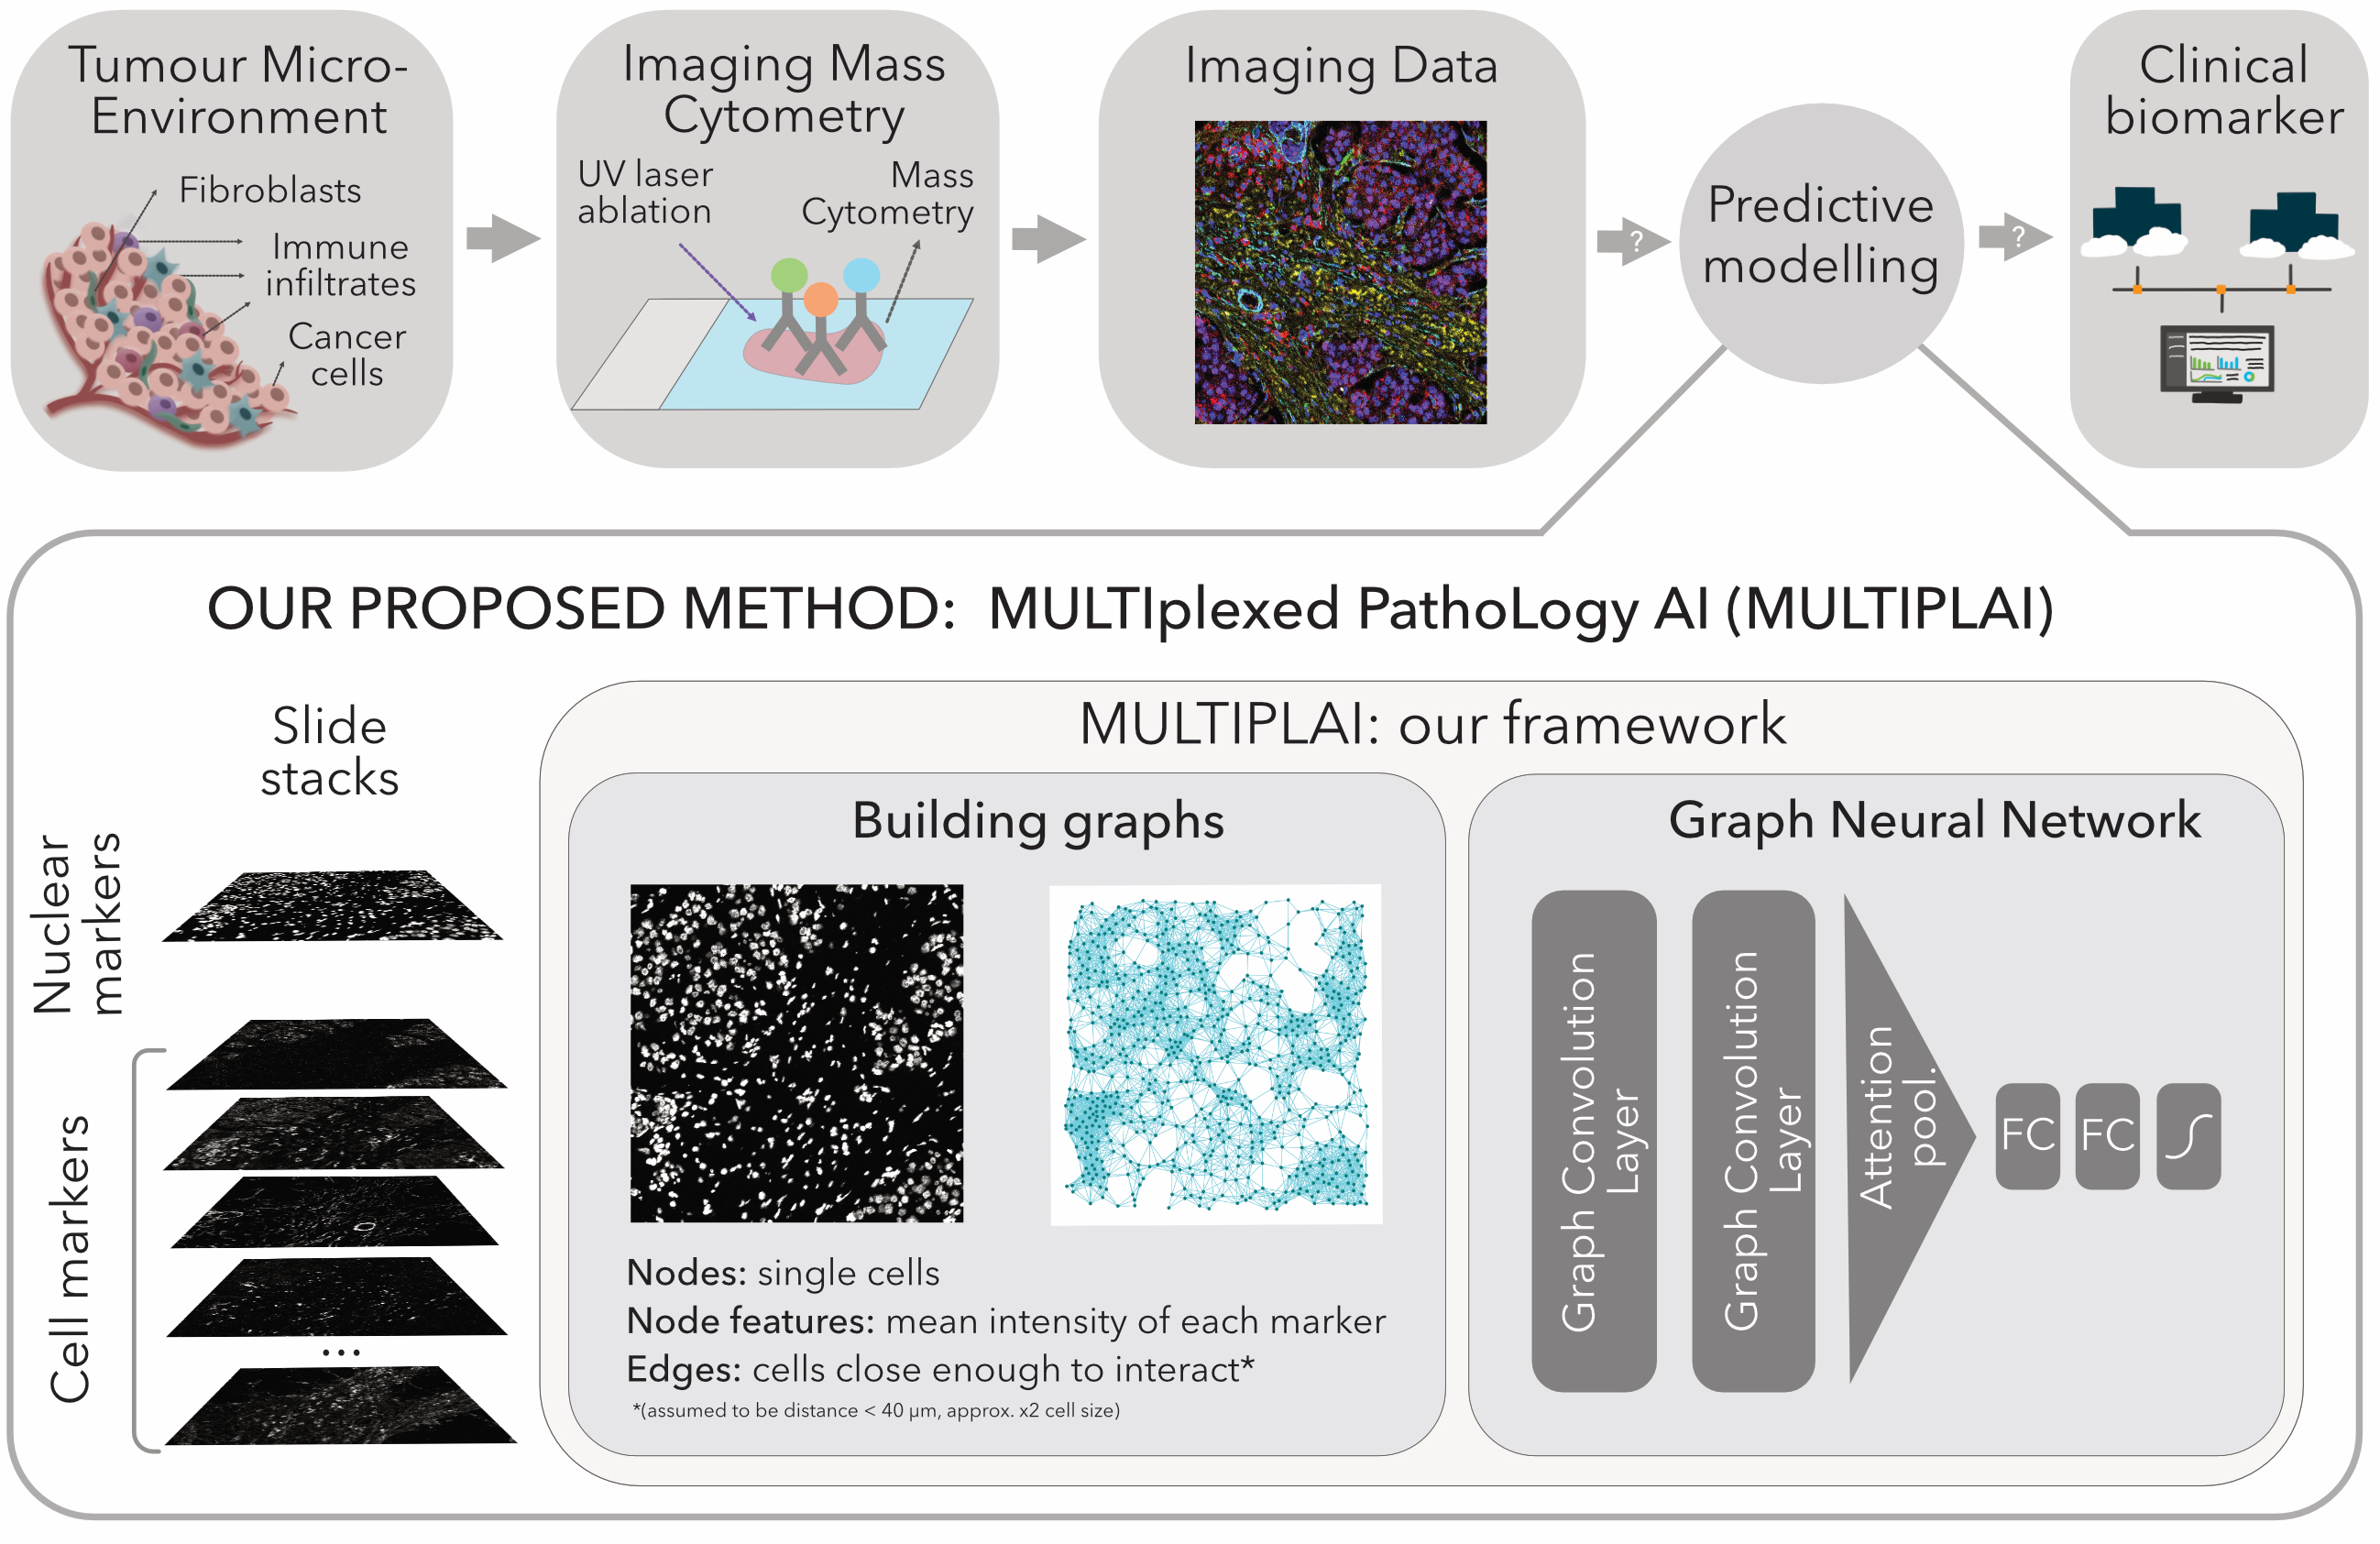 Tumour Micro-
Environment
Fibroblasts
Immune
infiltrates
Cancer
cells
Imaging Mass
Cytometry
UV laser
ablation
Mass
Cytometry
Imaging Data
?
Predictive
modelling
?
Clinical
biomarker
OUR PROPOSED METHOD: MULTIplexed PathoLogy AI (MULTIPLAI)
Slide
stacks
Nuclear
markers
Cell markers
...
MULTIPLAI: our framework
Building graphs
Nodes: single cells
Node features: mean intensity of each marker
Edges: cells close enough to interact*
*(assumed to be distance < 40 µm, approx. x2 cell size)
Graph Neural Network
Graph Convolution
Layer
Graph Convolution
Layer
Attention
pool.
FC
FC